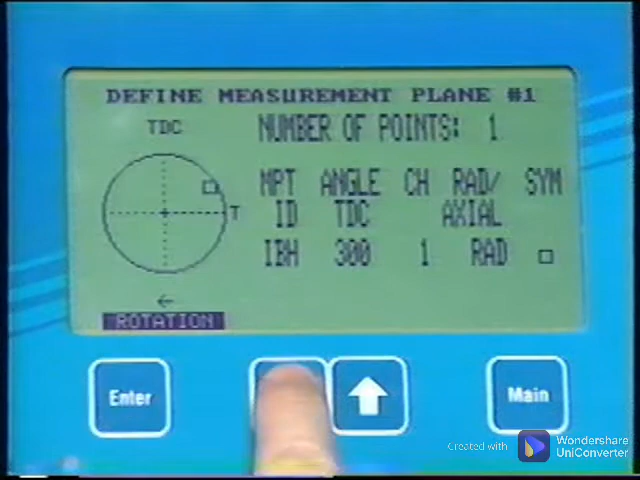 DEFINE MEASUREMENT PLANE #1
TDC
NUMBER OF POINTS: 1
MPT ANGLE CH RAD/ SYM
T ID TDC AXIAL
IBH 300 1 RAD
←
ROTATION
Enter
Main
Created with
Wondershare
UniConverter